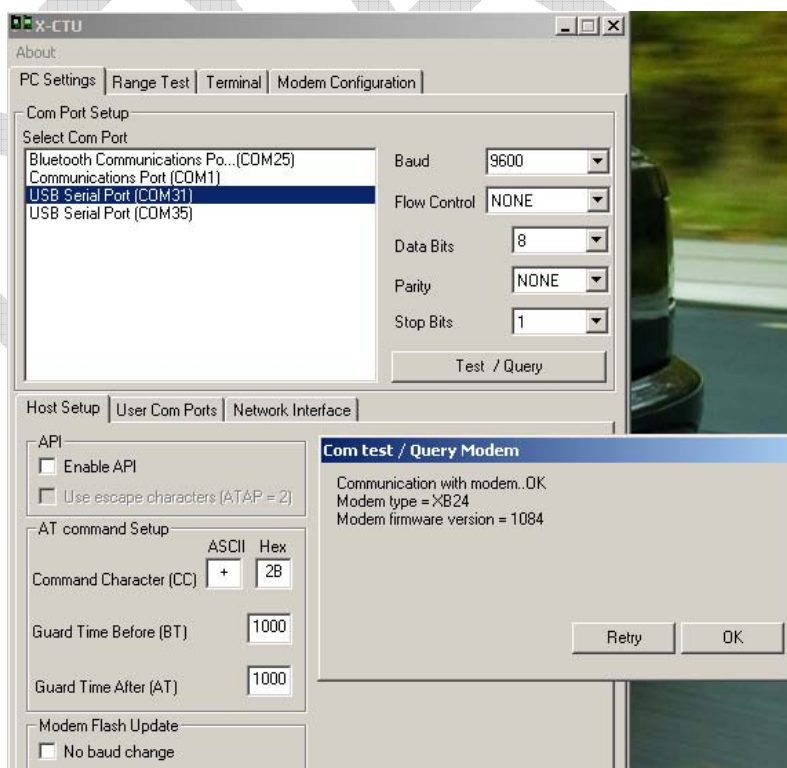 X-CTU
About
PC Settings Range Test Terminal Modem Configuration
Com Port Setup
Select Com Port
Bluetooth Communications Po...(COM25)
Communications Port (COM1)
USB Serial Port (COM31)
USB Serial Port (COM35)
Baud 9600
Flow Control NONE
Data Bits 8
Parity NONE
Stop Bits 1
Test / Query
Host Setup User Com Ports Network Interface
API
Enable API
Use escape characters (ATAP = 2)
AT command Setup
ASCII Hex
Command Character (CC) + 2B
Guard Time Before (BT) 1000
Guard Time After (AT) 1000
Modem Flash Update
No baud change
Com test / Query Modem
Communication with modem..OK
Modem type = XB24
Modem firmware version = 1084
Retry OK